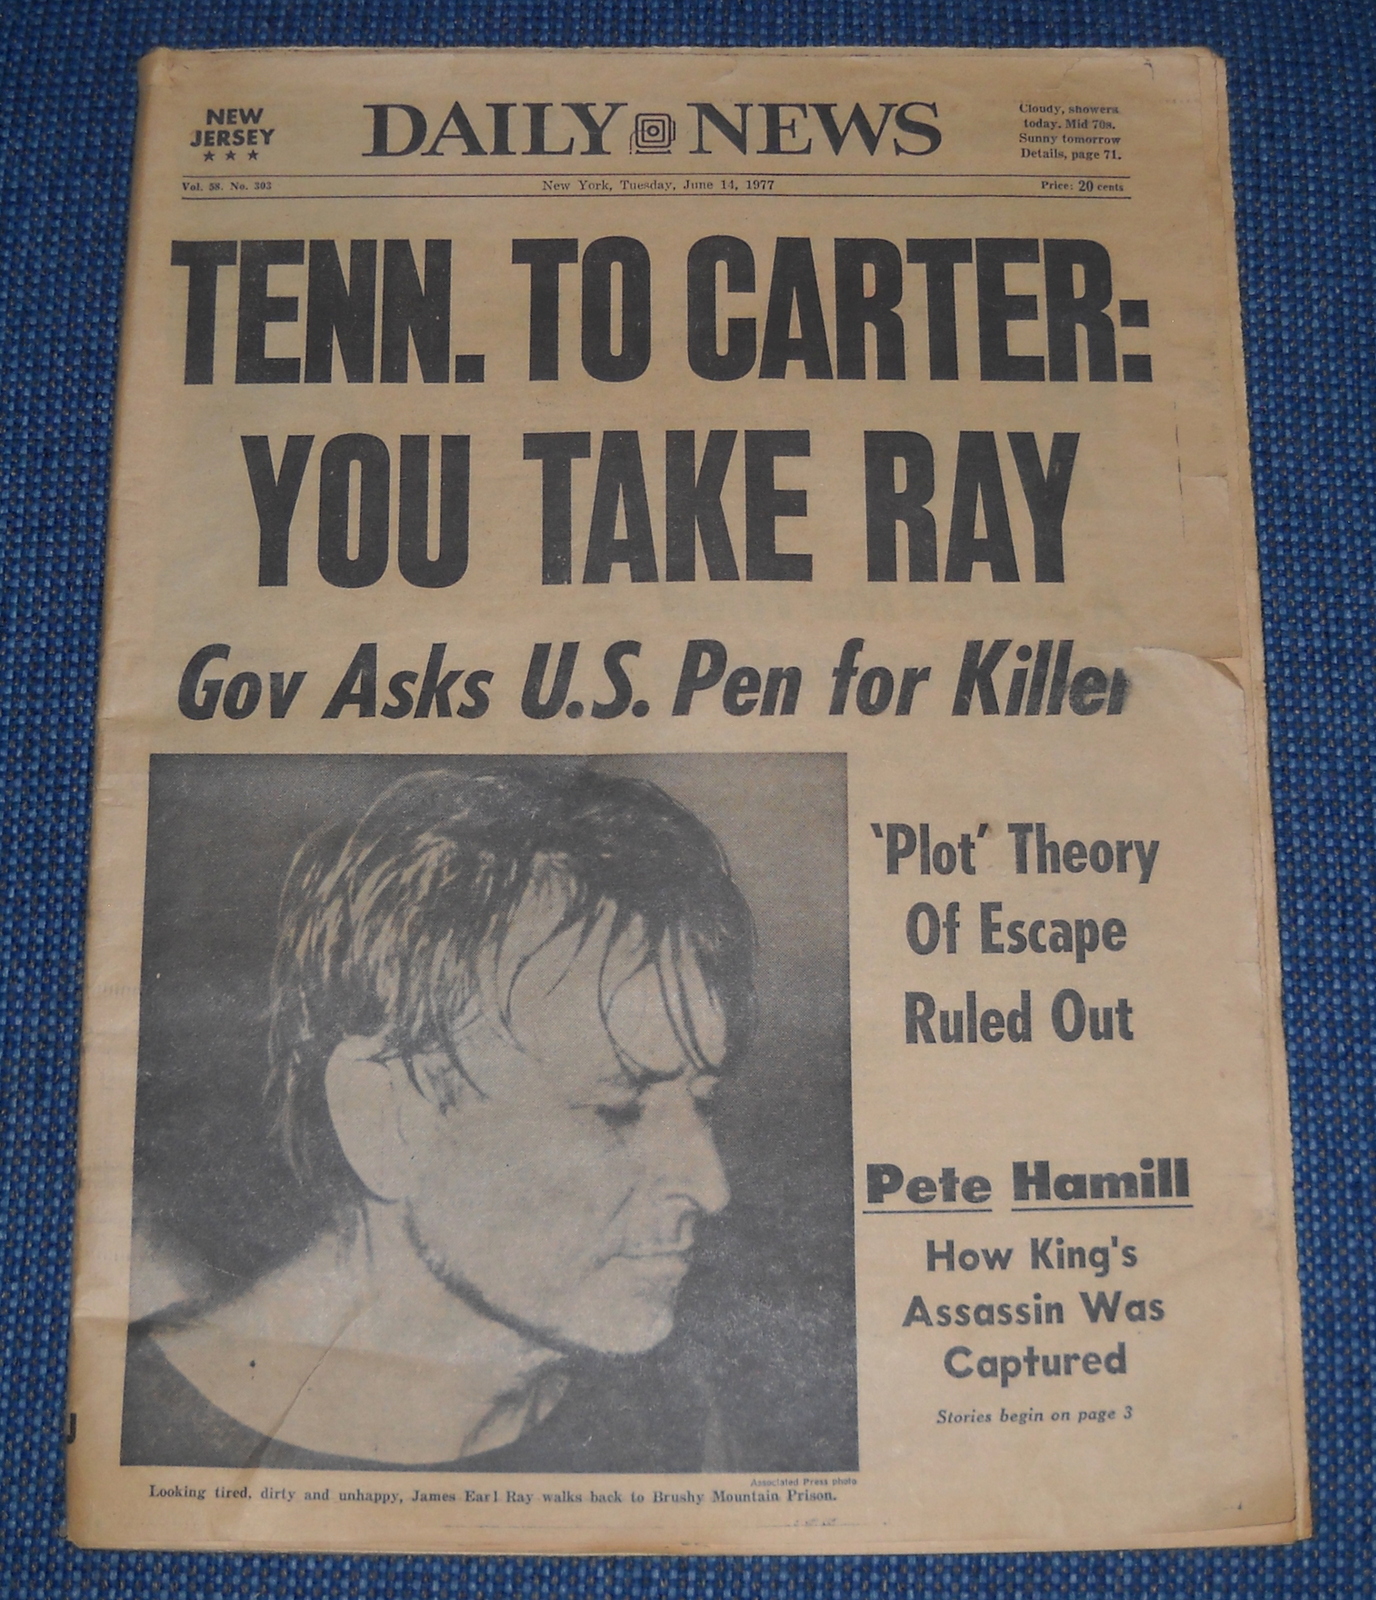 NEW
JERSEY
★ ★ ★
DAILY NEWS
Cloudy, showers
today. Mid 70s.
Sunny tomorrow
Details, page 71.
Vol. 58. No. 303
New York, Tuesday, June 14, 1977
Price: 20 cents
TENN. TO CARTER:
YOU TAKE RAY
Gov Asks U.S. Pen for Killer
'Plot' Theory
Of Escape
Ruled Out
Pete Hamill
How King's
Assassin Was
Captured
Stories begin on page 3
Associated Press photo
Looking tired, dirty and unhappy, James Earl Ray walks back to Brushy Mountain Prison.